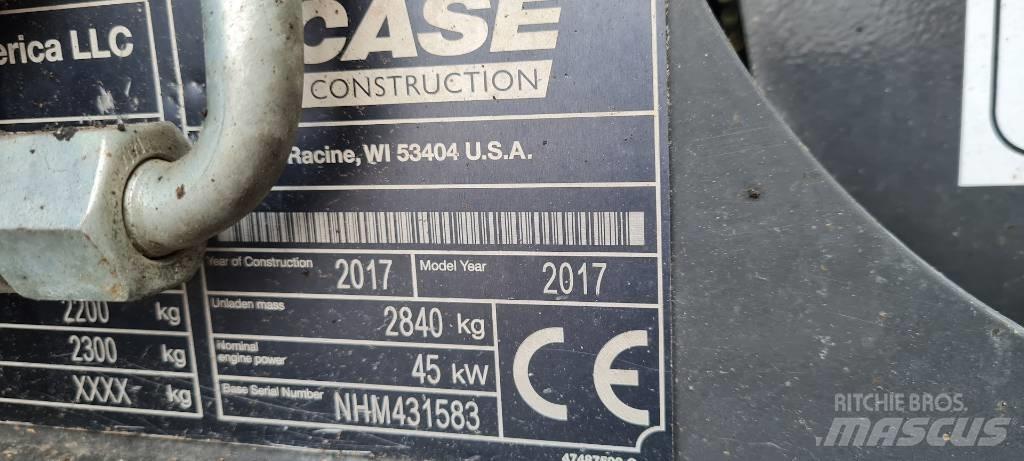 erica LLC
CASE
CONSTRUCTION
Racine, WI 53404 U.S.A.
Year of Construction 2017 Model Year 2017
2200 kg
Unladen mass 2840 kg
2300 kg
Nominal engine power 45 kW
XXXX kg
Base Serial Number NHM431583
CE
RITCHIE BROS.
MASCUS